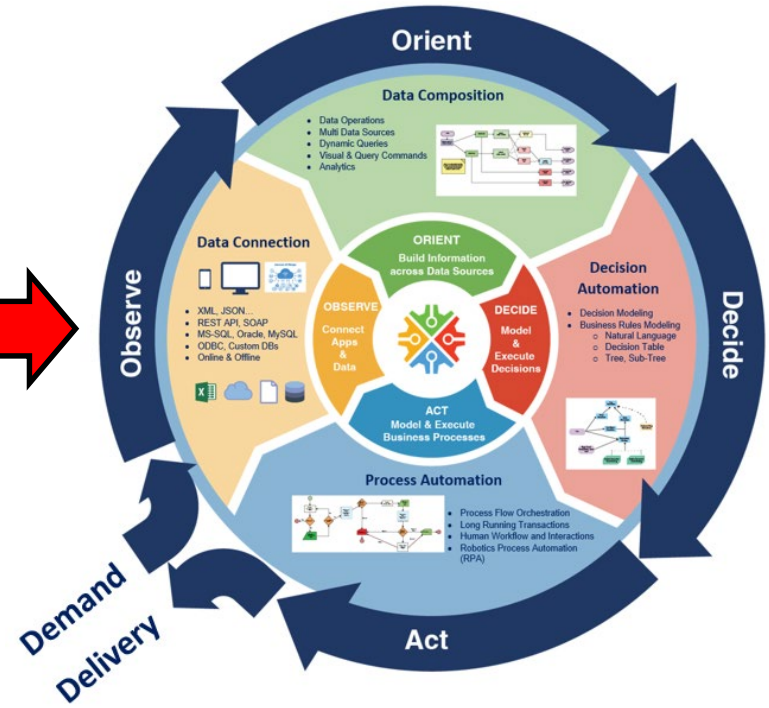 Orient
Data Composition
• Data Operations
• Multi Data Sources
• Dynamic Queries
• Visual & Query Commands
• Analytics
Observe
Data Connection
• XML, JSON...
• REST API, SOAP
• MS-SQL, Oracle, MySQL
• ODBC, Custom DBs
• Online & Offline
ORIENT
Build Information
across Data Sources
OBSERVE
Connect
Apps
&
Data
DECIDE
Model
&
Execute
Decisions
ACT
Model & Execute
Business Processes
Decision
Automation
• Decision Modeling
• Business Rules Modeling
o Natural Language
o Decision Table
o Tree, Sub-Tree
Decide
Process Automation
• Process Flow Orchestration
• Long Running Transactions
• Human Workflow and Interactions
• Robotics Process Automation
(RPA)
Act
Demand
Delivery